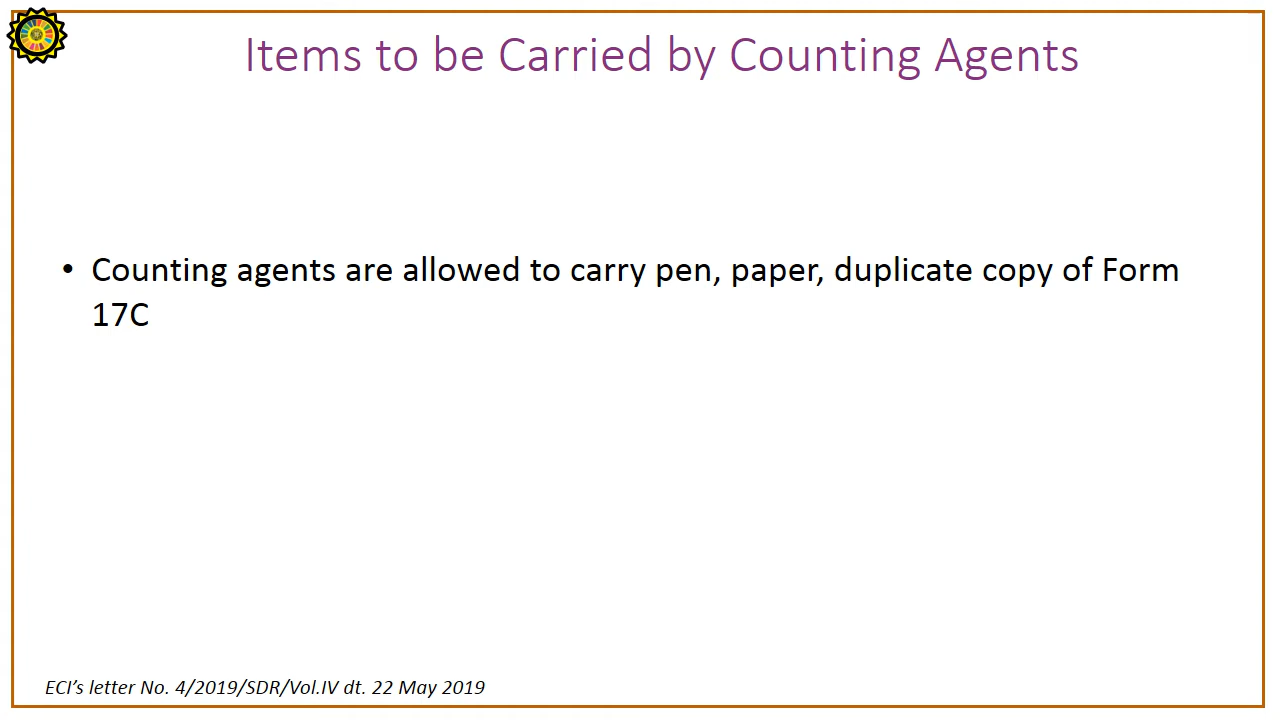 Items to be Carried by Counting Agents
• Counting agents are allowed to carry pen, paper, duplicate copy of Form
17C
ECI’s letter No. 4/2019/SDR/Vol.IV dt. 22 May 2019